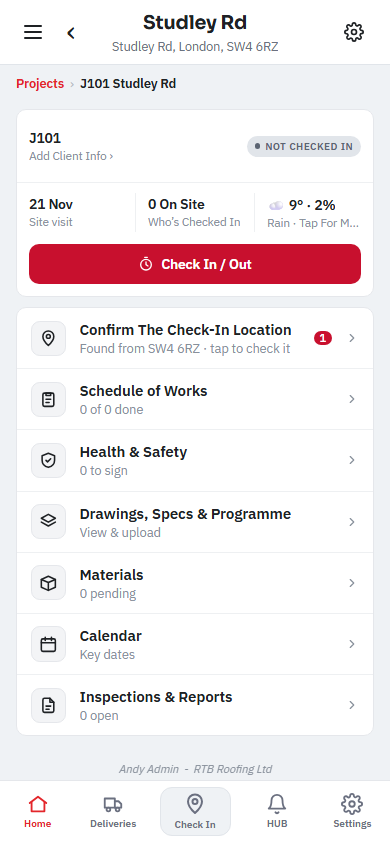 Studley Rd
Studley Rd, London, SW4 6RZ
Projects › J101 Studley Rd
J101
Add Client Info ›
NOT CHECKED IN
21 Nov
Site visit
0 On Site
Who's Checked In
9° · 2%
Rain · Tap For M...
Check In / Out
Confirm The Check-In Location
Found from SW4 6RZ · tap to check it
1
Schedule of Works
0 of 0 done
Health & Safety
0 to sign
Drawings, Specs & Programme
View & upload
Materials
0 pending
Calendar
Key dates
Inspections & Reports
0 open
Andy Admin - RTB Roofing Ltd
Home
Deliveries
Check In
HUB
Settings